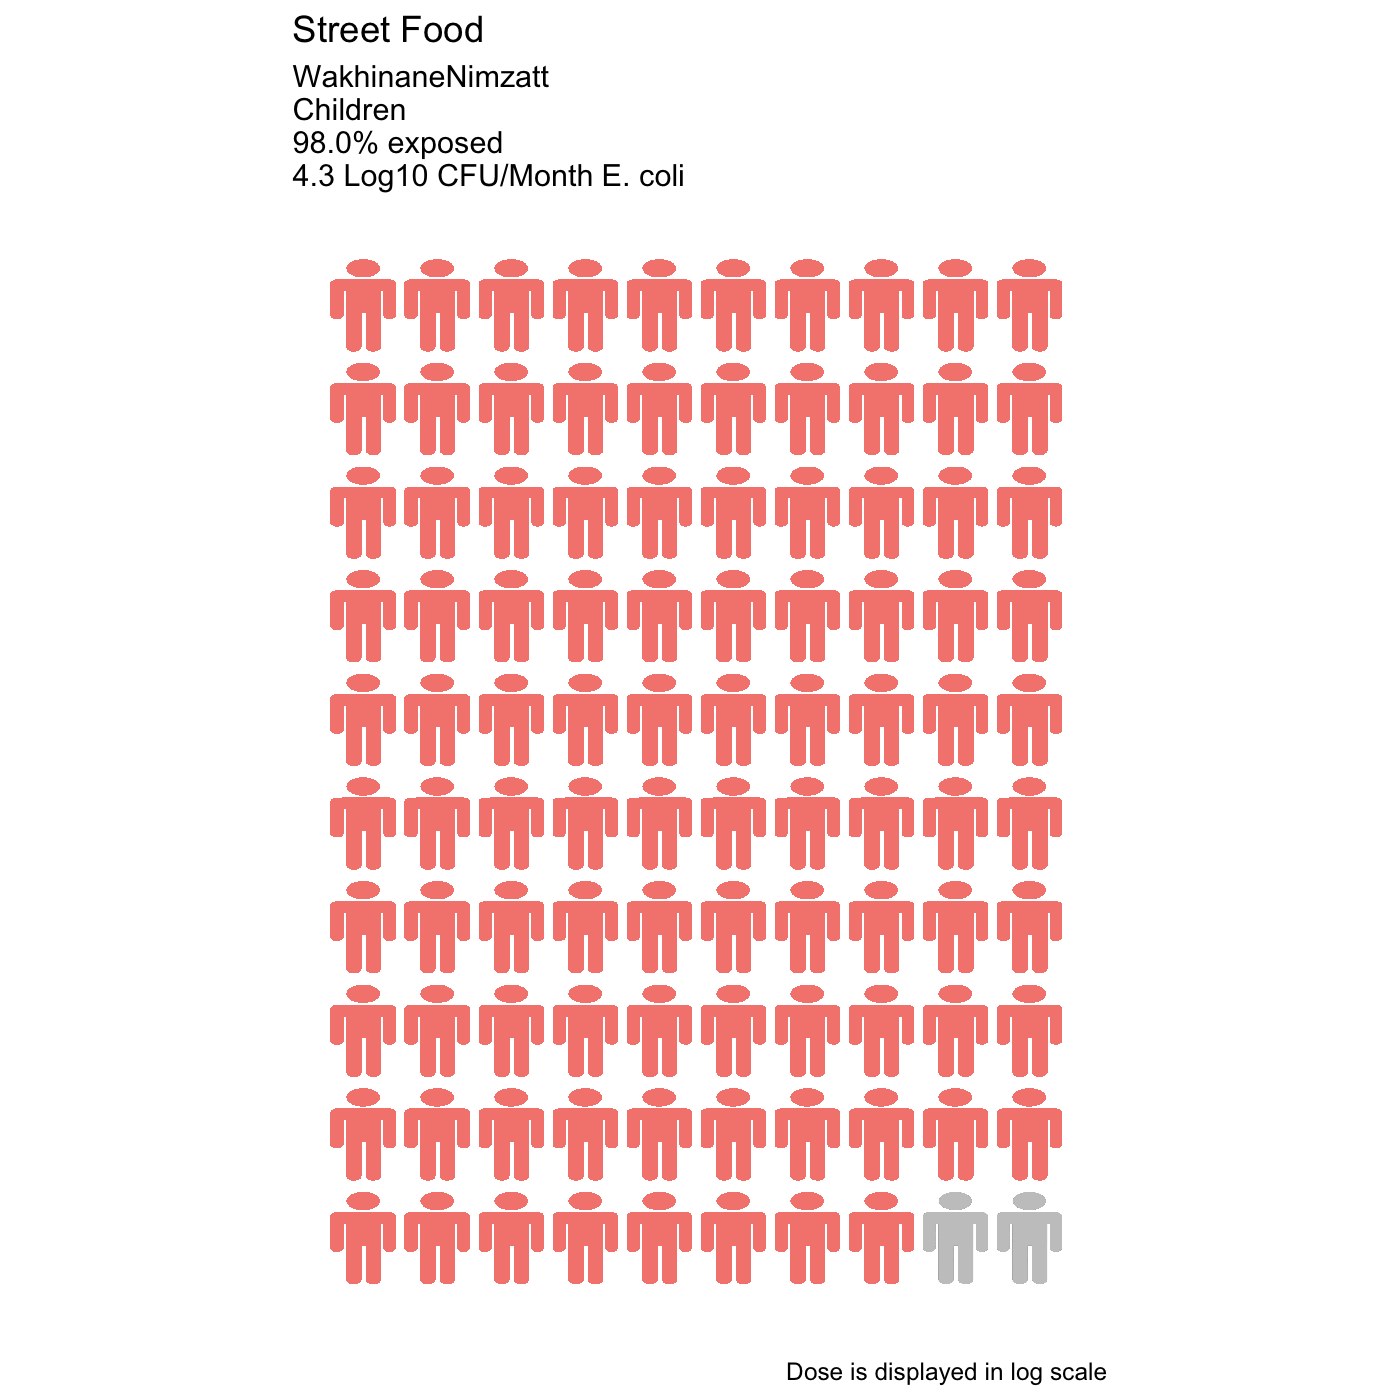 Street Food
WakhinaneNimzatt
Children
98.0% exposed
4.3 Log10 CFU/Month E. coli
Dose is displayed in log scale